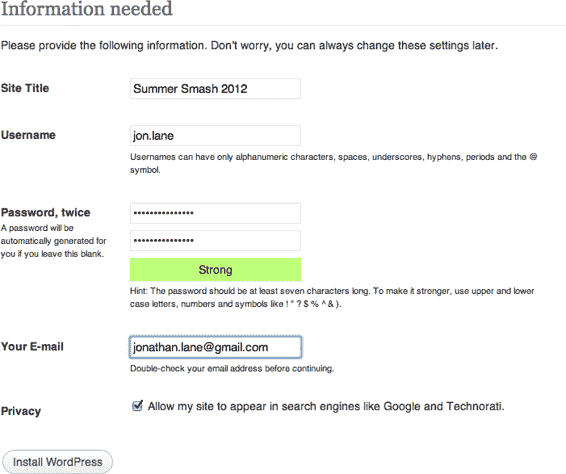 Information needed
Please provide the following information. Don't worry, you can always change these settings later.
Site Title
Summer Smash 2012
Username
jon.lane
Usernames can have only alphanumeric characters, spaces, underscores, hyphens, periods and the @
symbol.
Password, twice
••••••••••••••
A password will be
automatically generated for
you if you leave this blank.
••••••••••••••
Strong
Hint: The password should be at least seven characters long. To make it stronger, use upper and lower
case letters, numbers and symbols like ! " ? $ % ^ & ).
Your E-mail
jonathan.lane@gmail.com
Double-check your email address before continuing.
Privacy
Allow my site to appear in search engines like Google and Technorati.
Install WordPress